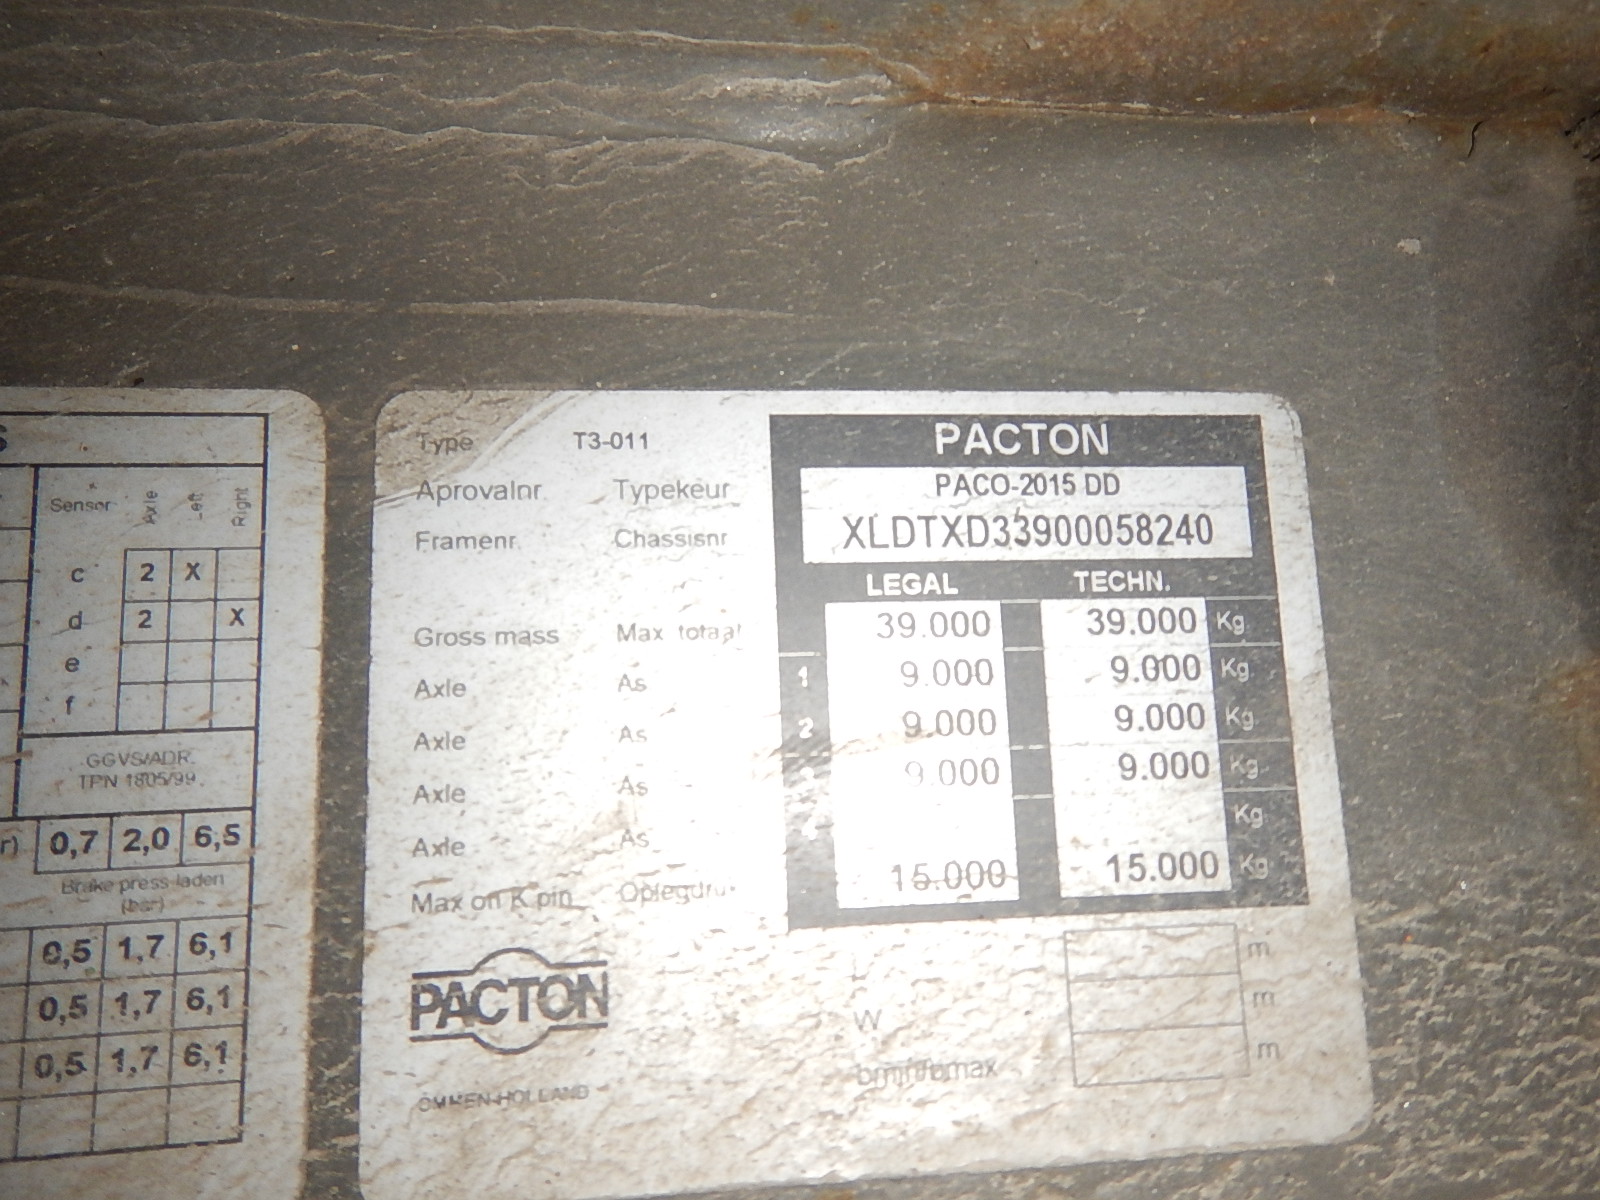 Sensor Axle Left Right
c 2 X
d 2 X
e
f
GGVS/ADR.
TPN 1805/99.
0,7 2,0 6,5
Brake press laden
(bar)
0,5 1,7 6,1
0,5 1,7 6,1
0,5 1,7 6,1
Type T3-011 PACTON
Aprovalnr. Typekeur PACO-2015 DD
Framenr. Chassisnr XLDTXD33900058240
LEGAL TECHN.
Gross mass Max totaal 39.000 39.000 Kg
Axle As 1 9.000 9.000 Kg
Axle As 2 9.000 9.000 Kg
Axle As 3 9.000 9.000 Kg
Axle As 4 Kg
Max on K.pin Oplegdruk 15.000 15.000 Kg
PACTON
OMMEN-HOLLAND
L m
W m
bmin/bmax m